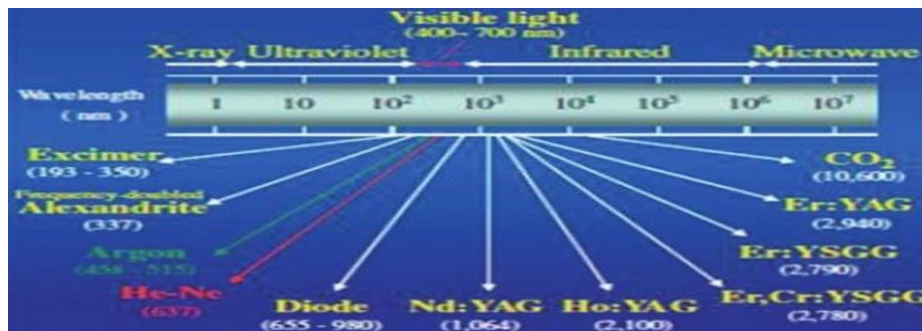 Visible light
(400~ 700 nm)
X-ray Ultraviolet Infrared Microwave
Wavelength
( nm )
1 10 10² 10³ 10⁴ 10⁵ 10⁶ 10⁷
Excimer
(193 - 350)
Frequency-doubled
Alexandrite
(337)
Argon
(458 - 515)
He-Ne
(637)
Diode
(655 - 980)
Nd:YAG
(1,064)
Ho:YAG
(2,100)
Er,Cr:YSGG
(2,780)
Er:YSGG
(2,790)
Er:YAG
(2,940)
CO₂
(10,600)